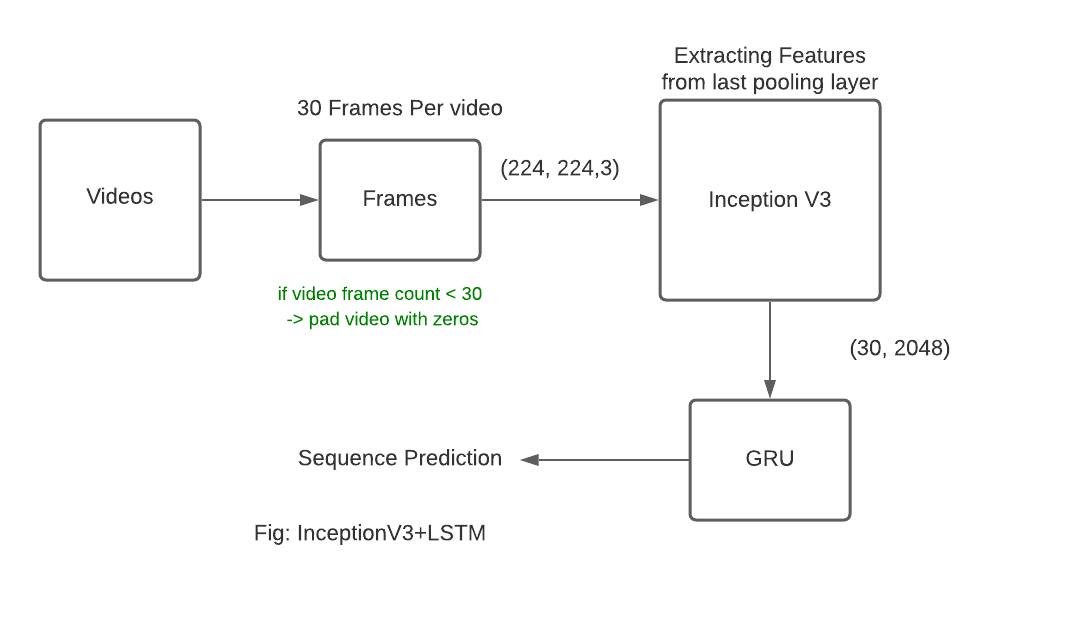 Extracting Features
from last pooling layer
30 Frames Per video
Videos
Frames
(224, 224,3)
Inception V3
if video frame count < 30
-> pad video with zeros
(30, 2048)
GRU
Sequence Prediction
Fig: InceptionV3+LSTM